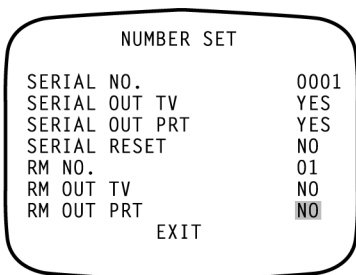 NUMBER SET
SERIAL NO. 0001
SERIAL OUT TV YES
SERIAL OUT PRT YES
SERIAL RESET NO
RM NO. 01
RM OUT TV NO
RM OUT PRT NO
EXIT